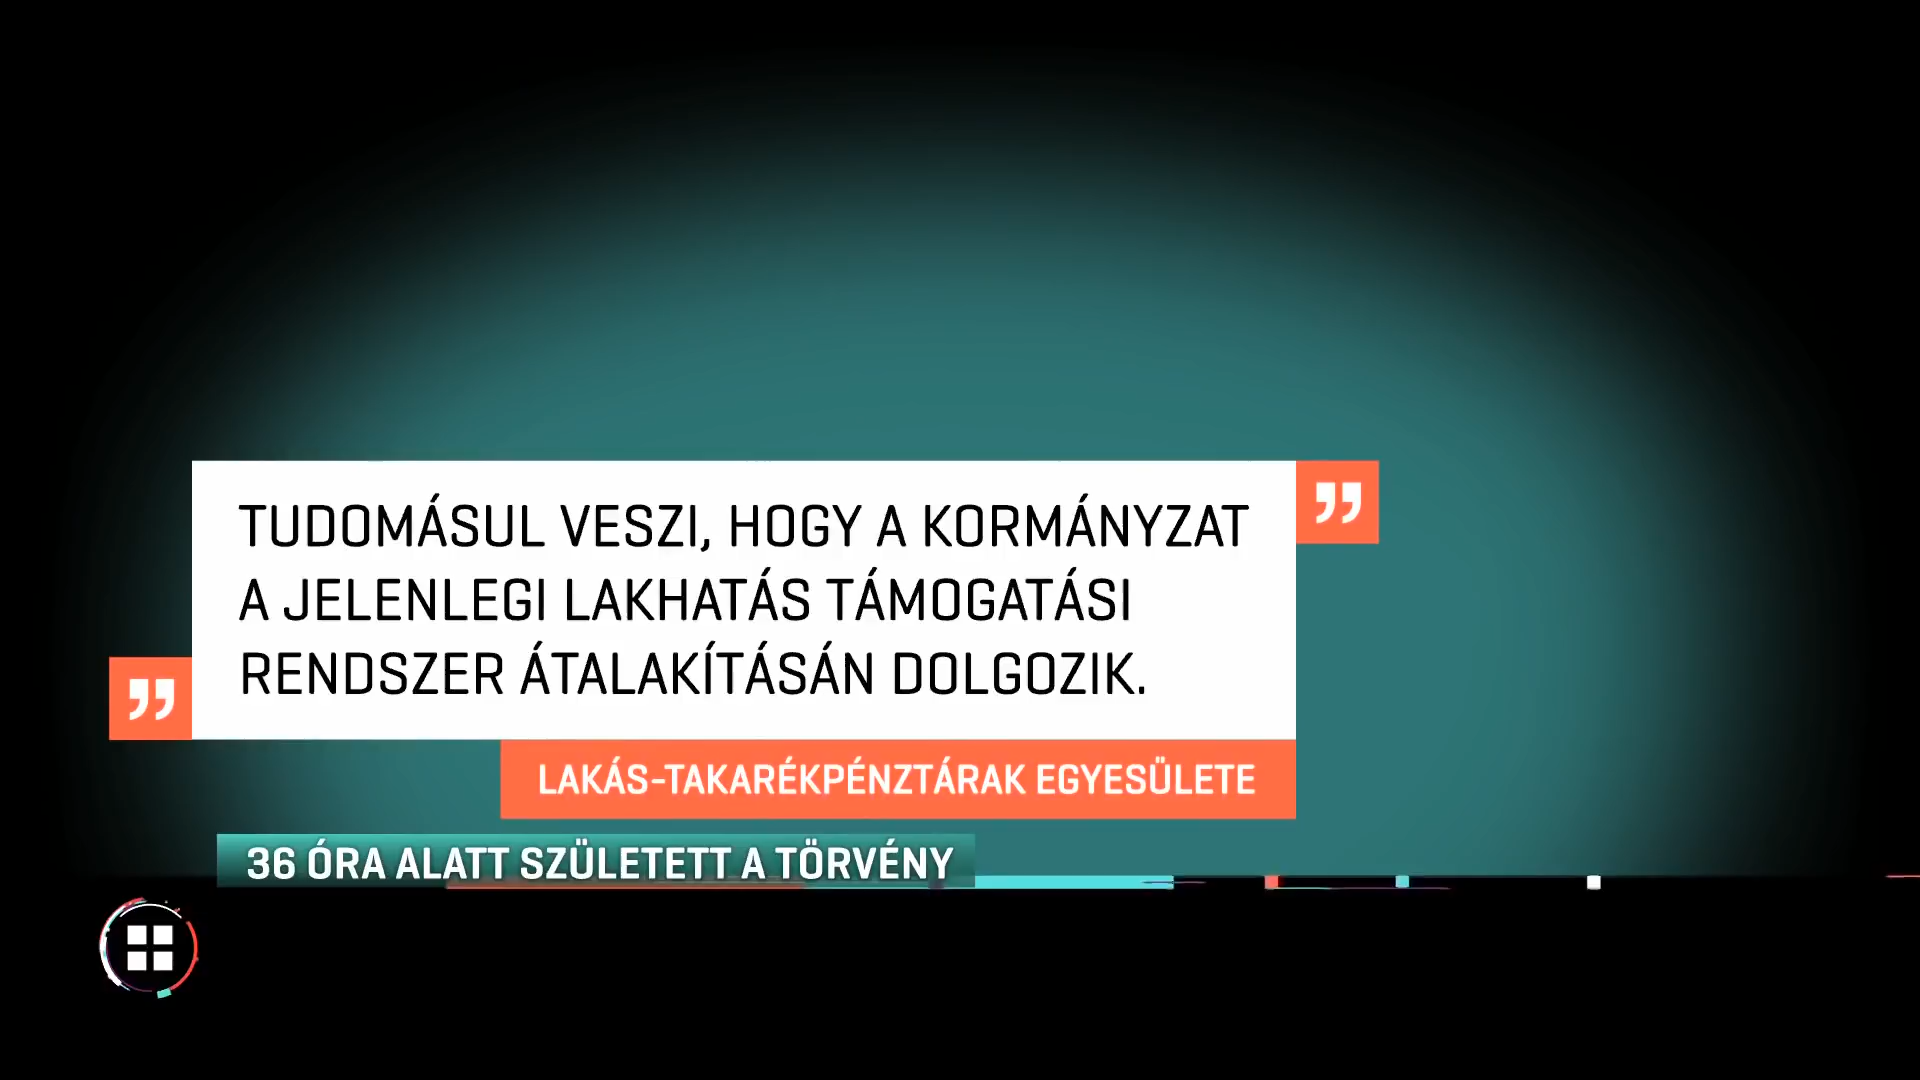 TUDOMÁSUL VESZI, HOGY A KORMÁNYZAT
A JELENLEGI LAKHATÁS TÁMOGATÁSI
RENDSZER ÁTALAKÍTÁSÁN DOLGOZIK.
LAKÁS-TAKARÉKPÉNZTÁRAK EGYESÜLETE
36 ÓRA ALATT SZÜLETETT A TÖRVÉNY